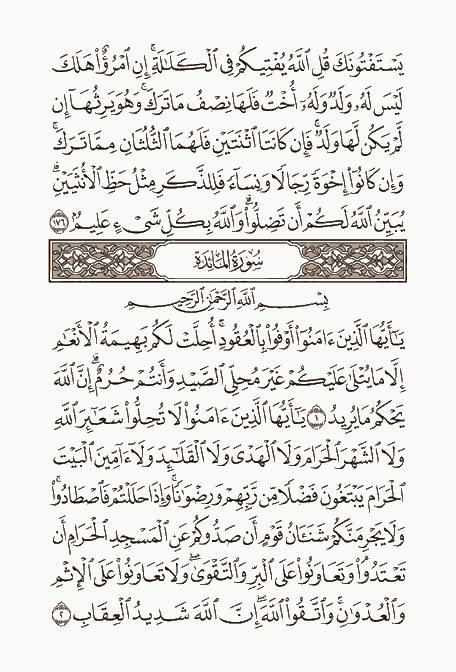 يَسْتَفْتُونَكَ قُلِ ٱللَّهُ يُفْتِيكُمْ فِى ٱلْكَلَٰلَةِ ۚ إِنِ ٱمْرُؤٌا۟ هَلَكَ
لَيْسَ لَهُۥ وَلَدٌ وَلَهُۥٓ أُخْتٌ فَلَهَا نِصْفُ مَا تَرَكَ ۚ وَهُوَ يَرِثُهَآ إِن
لَّمْ يَكُن لَّهَا وَلَدٌ ۚ فَإِن كَانَتَا ٱثْنَتَيْنِ فَلَهُمَا ٱلثُّلُثَانِ مِمَّا تَرَكَ ۚ
وَإِن كَانُوٓا۟ إِخْوَةً رِّجَالًا وَنِسَآءً فَلِلذَّكَرِ مِثْلُ حَظِّ ٱلْأُنثَيَيْنِ ۗ
يُبَيِّنُ ٱللَّهُ لَكُمْ أَن تَضِلُّوا۟ ۗ وَٱللَّهُ بِكُلِّ شَىْءٍ عَلِيمٌۢ ١٧٦
سُورَةُ المَائِدَةِ
بِسْمِ ٱللَّهِ ٱلرَّحْمَٰنِ ٱلرَّحِيمِ
يَٰٓأَيُّهَا ٱلَّذِينَ ءَامَنُوٓا۟ أَوْفُوا۟ بِٱلْعُقُودِ ۚ أُحِلَّتْ لَكُم بَهِيمَةُ ٱلْأَنْعَٰمِ
إِلَّا مَا يُتْلَىٰ عَلَيْكُمْ غَيْرَ مُحِلِّى ٱلصَّيْدِ وَأَنتُمْ حُرُمٌ ۗ إِنَّ ٱللَّهَ
يَحْكُمُ مَا يُرِيدُ ١ يَٰٓأَيُّهَا ٱلَّذِينَ ءَامَنُوا۟ لَا تُحِلُّوا۟ شَعَٰٓئِرَ ٱللَّهِ
وَلَا ٱلشَّهْرَ ٱلْحَرَامَ وَلَا ٱلْهَدْىَ وَلَا ٱلْقَلَٰٓئِدَ وَلَآ ءَآمِّينَ ٱلْبَيْتَ
ٱلْحَرَامَ يَبْتَغُونَ فَضْلًا مِّن رَّبِّهِمْ وَرِضْوَٰنًا ۚ وَإِذَا حَلَلْتُمْ فَٱصْطَادُوا۟ ۚ
وَلَا يَجْرِمَنَّكُمْ شَنَـَٔانُ قَوْمٍ أَن صَدُّوكُمْ عَنِ ٱلْمَسْجِدِ ٱلْحَرَامِ أَن
تَعْتَدُوا۟ ۘ وَتَعَاوَنُوا۟ عَلَى ٱلْبِرِّ وَٱلتَّقْوَىٰ ۖ وَلَا تَعَاوَنُوا۟ عَلَى ٱلْإِثْمِ
وَٱلْعُدْوَٰنِ ۚ وَٱتَّقُوا۟ ٱللَّهَ ۖ إِنَّ ٱللَّهَ شَدِيدُ ٱلْعِقَابِ ٢